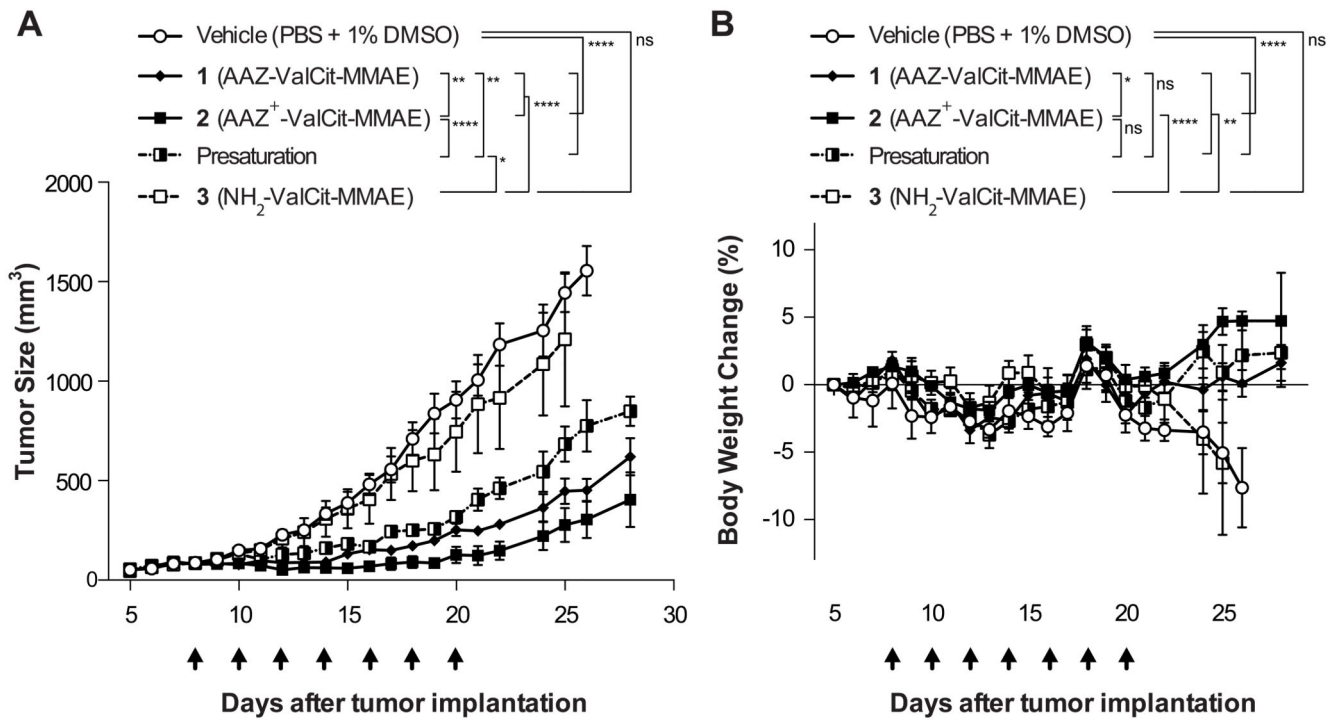 A
Vehicle (PBS + 1% DMSO)
1 (AAZ-ValCit-MMAE)
2 (AAZ+-ValCit-MMAE)
Presaturation
3 (NH2-ValCit-MMAE)
**** ns
** **
****
****
*
Tumor Size (mm3)
2000
1500
1000
500
0
5 10 15 20 25 30
Days after tumor implantation
B
Vehicle (PBS + 1% DMSO)
1 (AAZ-ValCit-MMAE)
2 (AAZ+-ValCit-MMAE)
Presaturation
3 (NH2-ValCit-MMAE)
**** ns
* ns
**** **
ns
Body Weight Change (%)
10
5
0
-5
-10
5 10 15 20 25
Days after tumor implantation